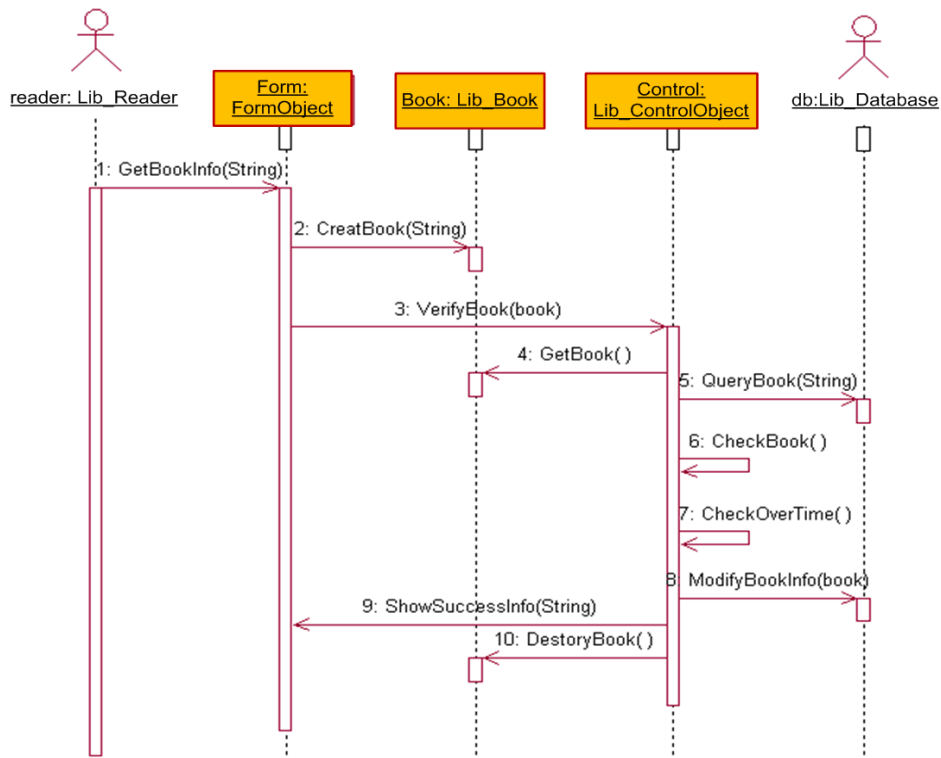 reader: Lib_Reader
Form:
FormObject
Book: Lib_Book
Control:
Lib_ControlObject
db:Lib_Database
1: GetBookInfo(String)
2: CreatBook(String)
3: VerifyBook(book)
4: GetBook( )
5: QueryBook(String)
6: CheckBook( )
7: CheckOverTime( )
8: ModifyBookInfo(book)
9: ShowSuccessInfo(String)
10: DestoryBook( )